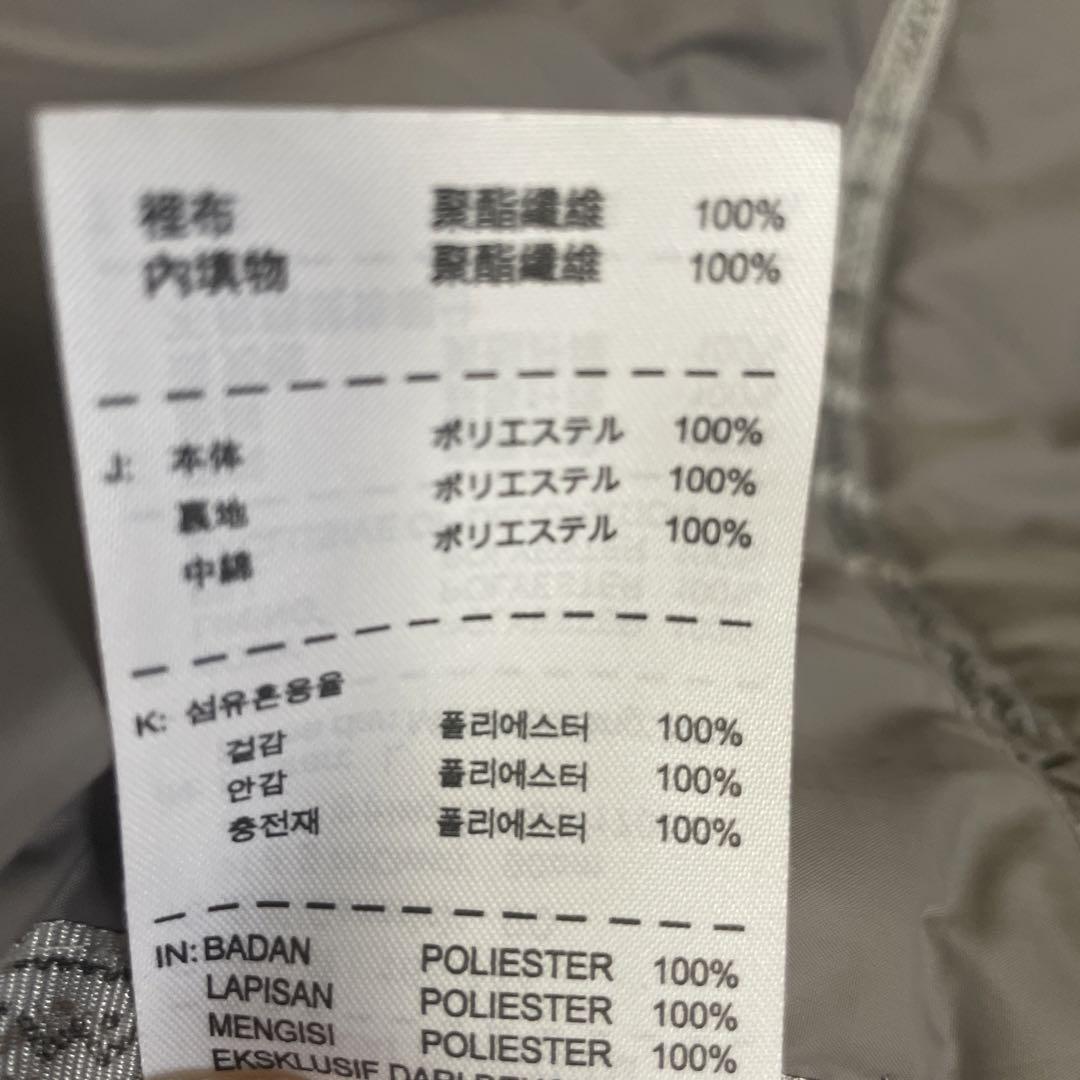 裡布 聚酯纖維 100%
內填物 聚酯纖維 100%
J: 本体 ポリエステル 100%
裏地 ポリエステル 100%
中綿 ポリエステル 100%
K: 섬유혼용율
겉감 폴리에스터 100%
안감 폴리에스터 100%
충전재 폴리에스터 100%
IN: BADAN POLIESTER 100%
LAPISAN POLIESTER 100%
MENGISI POLIESTER 100%
EKSKLUSIF DARI